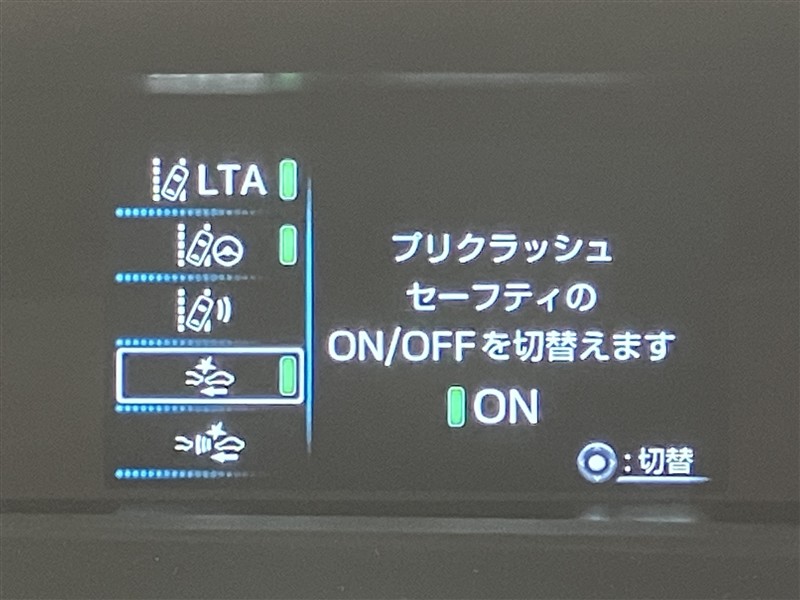 LTA
プリクラッシュ
セーフティの
ON/OFFを切替えます
ON
:切替